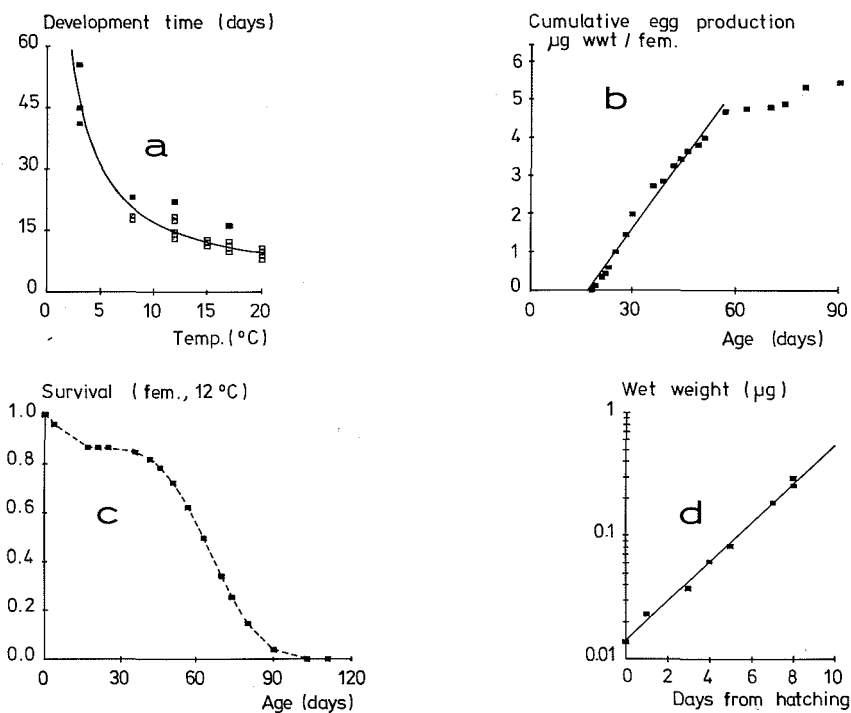 Development time (days)
60
45
30
15
0
a
0 5 10 15 20
Temp. (°C)
Cumulative egg production
µg wwt / fem.
6
5
4
3
2
1
0
b
0 30 60 90
Age (days)
Survival (fem., 12 °C)
1.0
0.8
0.6
0.4
0.2
0.0
c
0 30 60 90 120
Age (days)
Wet weight (µg)
1
0.1
0.01
d
0 2 4 6 8 10
Days from hatching